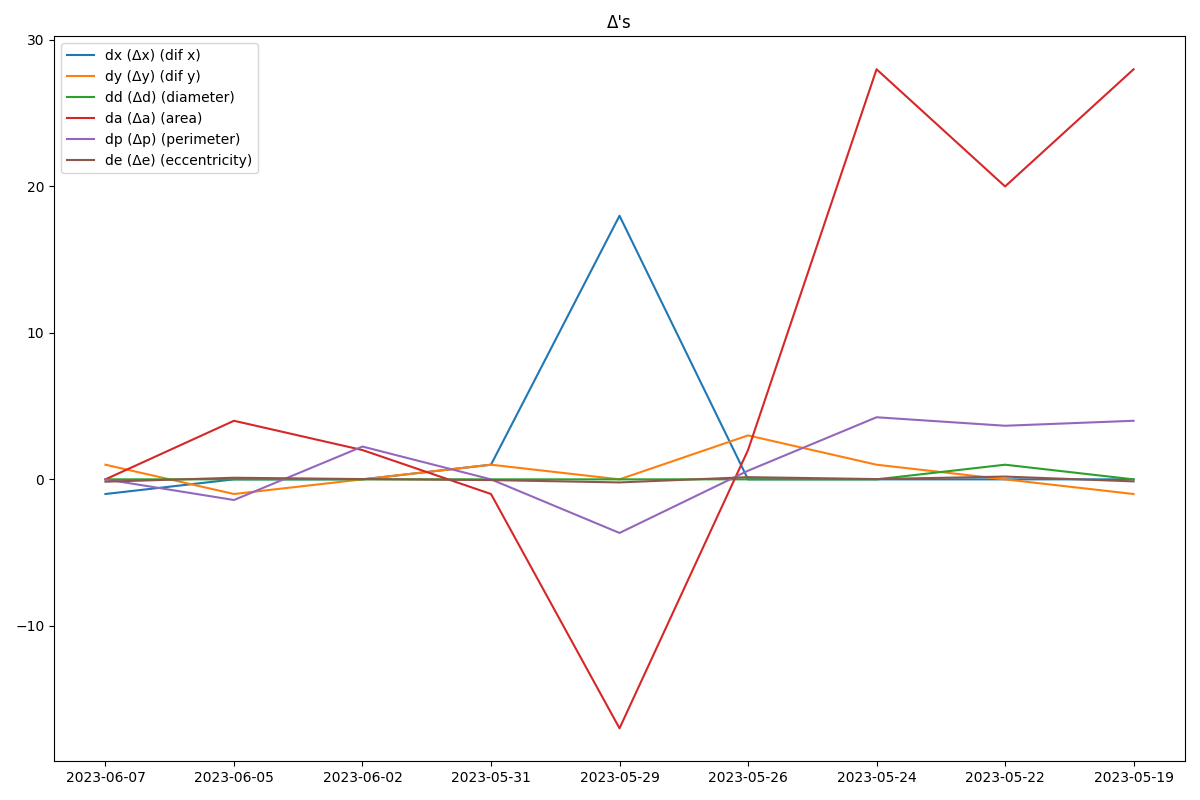 Δ's
30
20
10
0
−10
dx (Δx) (dif x)
dy (Δy) (dif y)
dd (Δd) (diameter)
da (Δa) (area)
dp (Δp) (perimeter)
de (Δe) (eccentricity)
2023-06-07 2023-06-05 2023-06-02 2023-05-31 2023-05-29 2023-05-26 2023-05-24 2023-05-22 2023-05-19